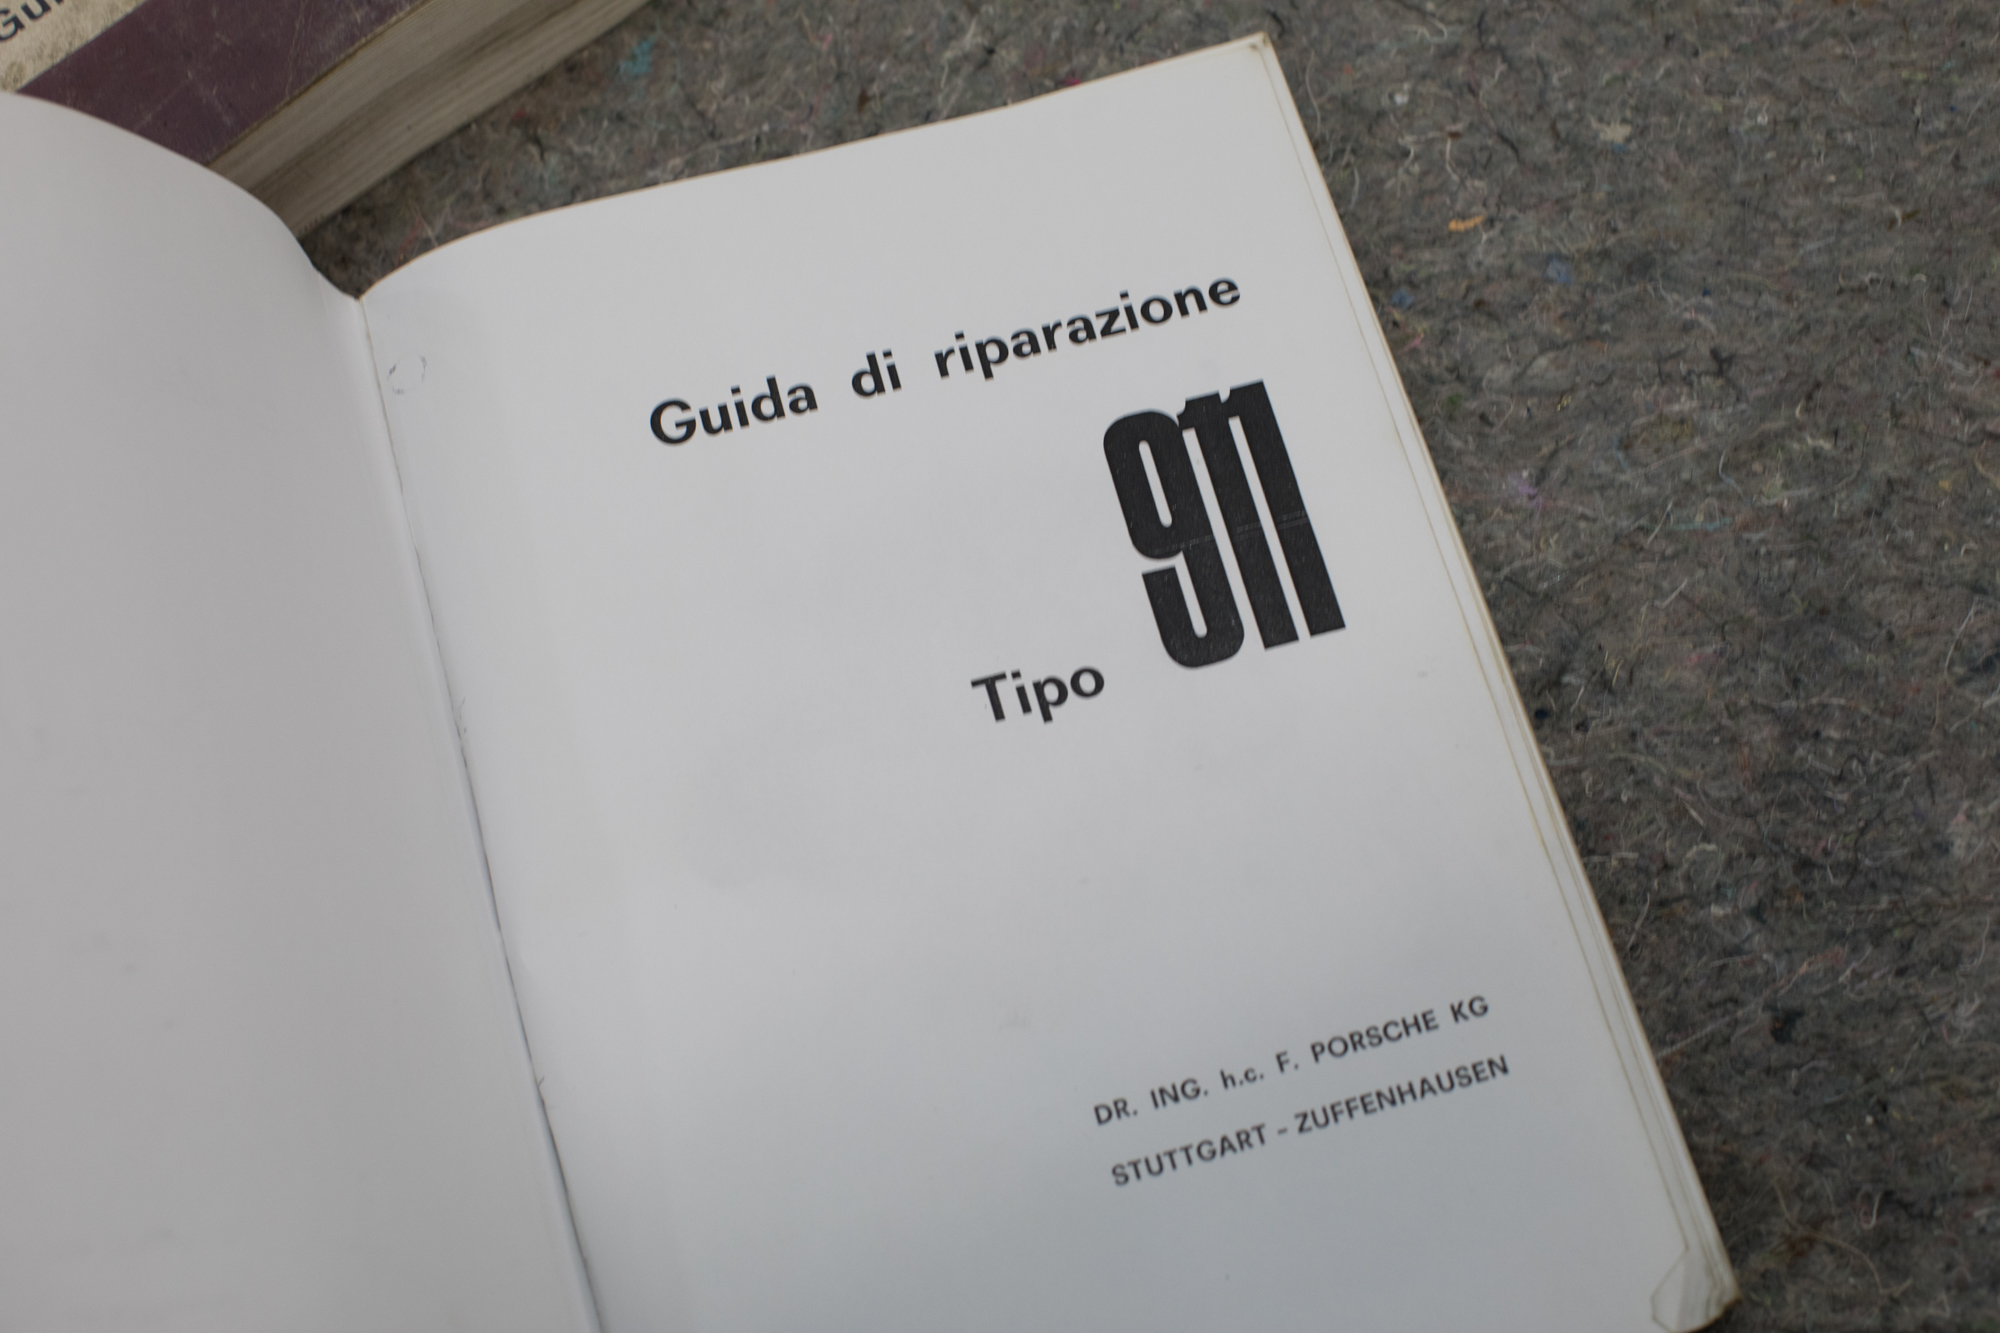 Guida di riparazione
Tipo 911
DR. ING. h.c. F. PORSCHE KG
STUTTGART - ZUFFENHAUSEN